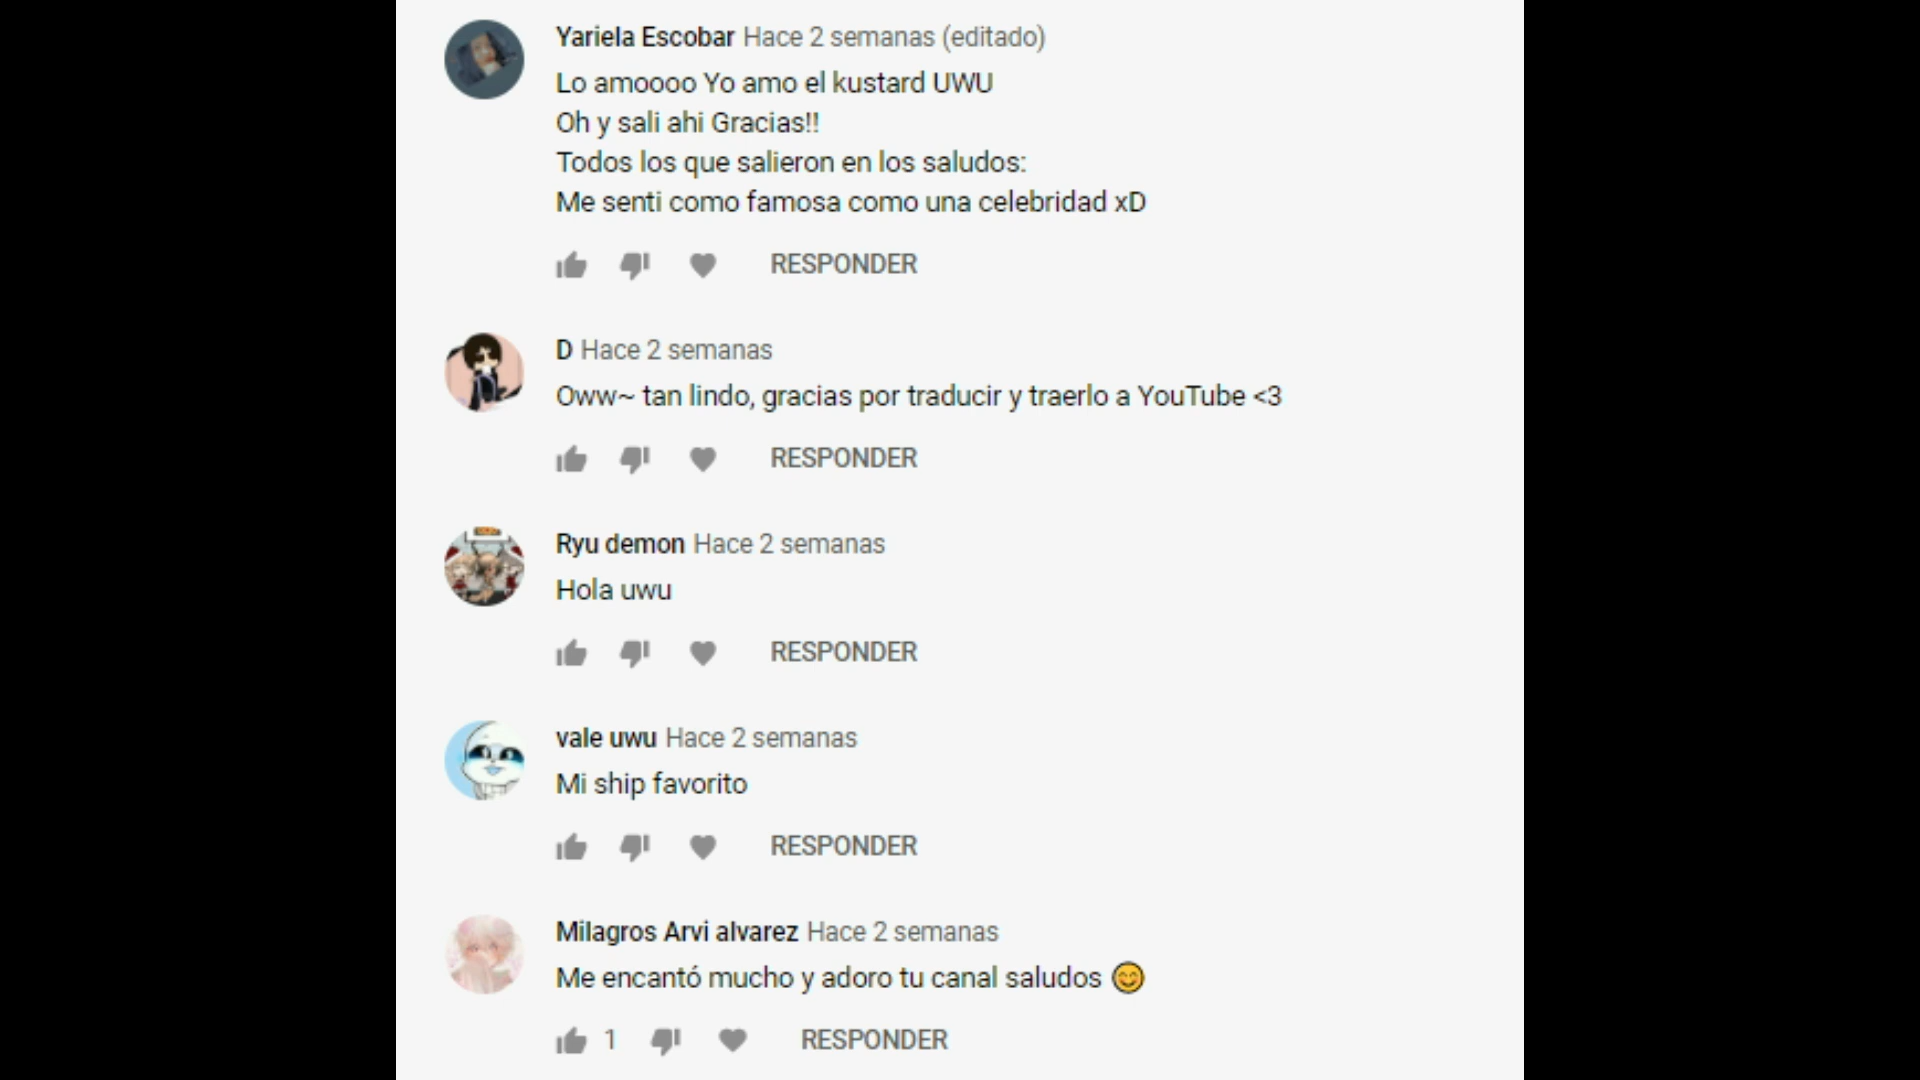 Yariela Escobar Hace 2 semanas (editado)
Lo amoooo Yo amo el kustard UWU
Oh y sali ahi Gracias!!
Todos los que salieron en los saludos:
Me senti como famosa como una celebridad xD
RESPONDER
D Hace 2 semanas
Oww~ tan lindo, gracias por traducir y traerlo a YouTube <3
RESPONDER
Ryu demon Hace 2 semanas
Hola uwu
RESPONDER
vale uwu Hace 2 semanas
Mi ship favorito
RESPONDER
Milagros Arvi alvarez Hace 2 semanas
Me encantó mucho y adoro tu canal saludos 😊
1 RESPONDER